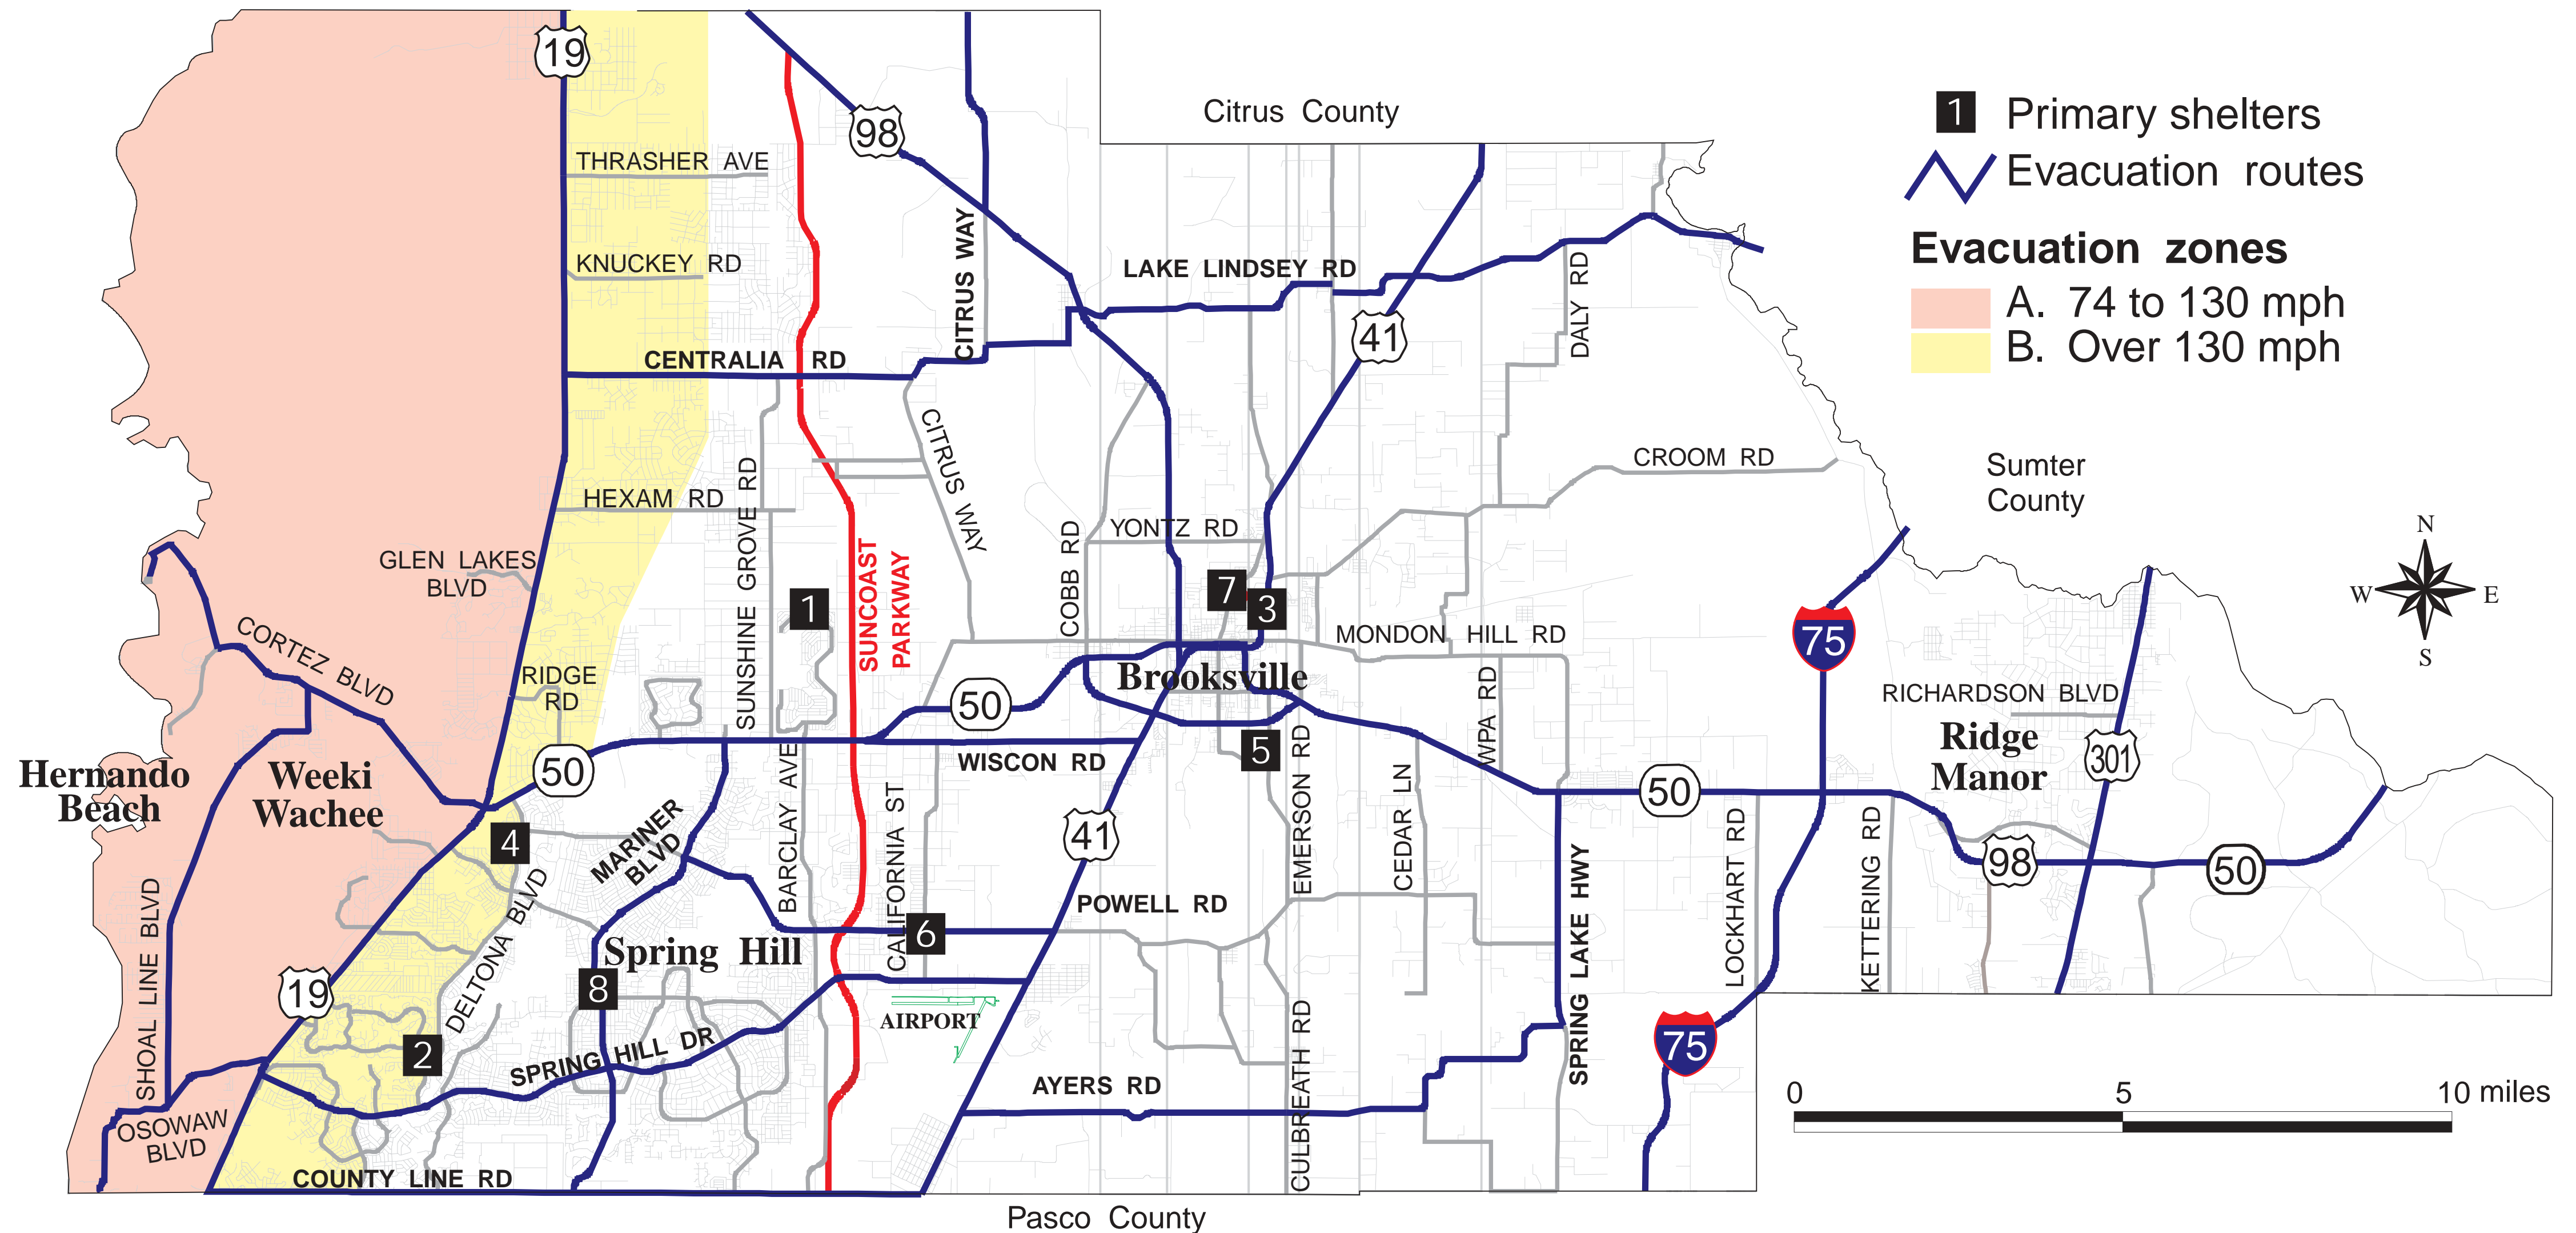 19
98
Citrus County
1 Primary shelters
Evacuation routes
Evacuation zones
A. 74 to 130 mph
B. Over 130 mph
THRASHER AVE
KNUCKEY RD
CITRUS WAY
LAKE LINDSEY RD
DALY RD
41
CENTRALIA RD
CITRUS WAY
CROOM RD
Sumter
County
HEXAM RD
SUNSHINE GROVE RD
YONTZ RD
COBB RD
GLEN LAKES
BLVD
SUNCOAST
PARKWAY
1
7
3
N
W E
S
MONDON HILL RD
75
CORTEZ BLVD
RIDGE
RD
Brooksville
WPA RD
RICHARDSON BLVD
Ridge
Manor
301
50
50
WISCON RD
5
EMERSON RD
Hernando
Beach
Weeki
Wachee
50
4
MARINER
BLVD
BARCLAY AVE
CALIFORNIA ST
41
CEDAR LN
LOCKHART RD
KETTERING RD
98
50
SHOAL LINE BLVD
DELTONA BLVD
POWELL RD
SPRING LAKE HWY
6
Spring Hill
19
8
AIRPORT
75
2
SPRING HILL DR
CULBREATH RD
AYERS RD
0 5 10 miles
OSOWAW
BLVD
COUNTY LINE RD
Pasco County